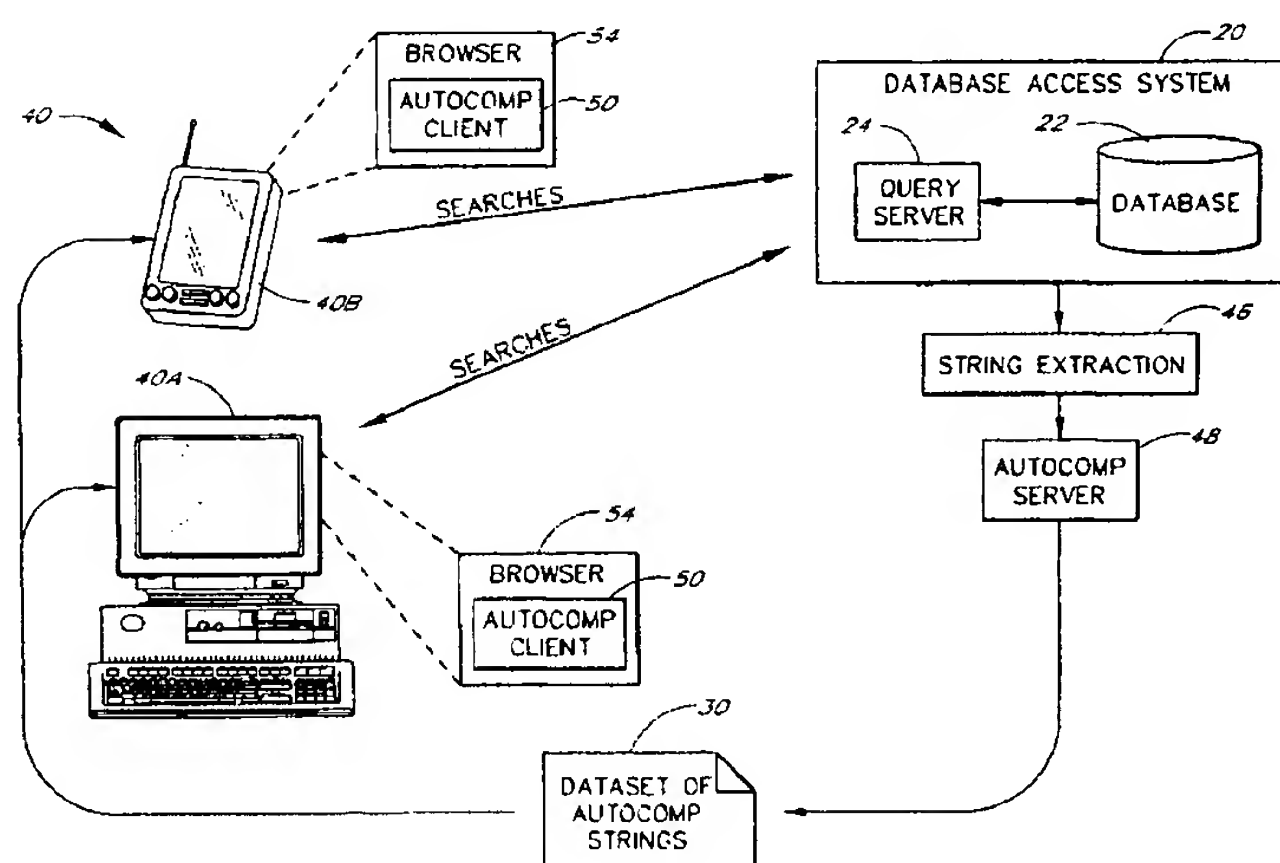 54
BROWSER
AUTOCOMP
CLIENT
50
40
SEARCHES
40B
20
DATABASE ACCESS SYSTEM
24
22
QUERY
SERVER
DATABASE
46
STRING EXTRACTION
48
AUTOCOMP
SERVER
SEARCHES
40A
54
BROWSER
50
AUTOCOMP
CLIENT
30
DATASET OF
AUTOCOMP
STRINGS